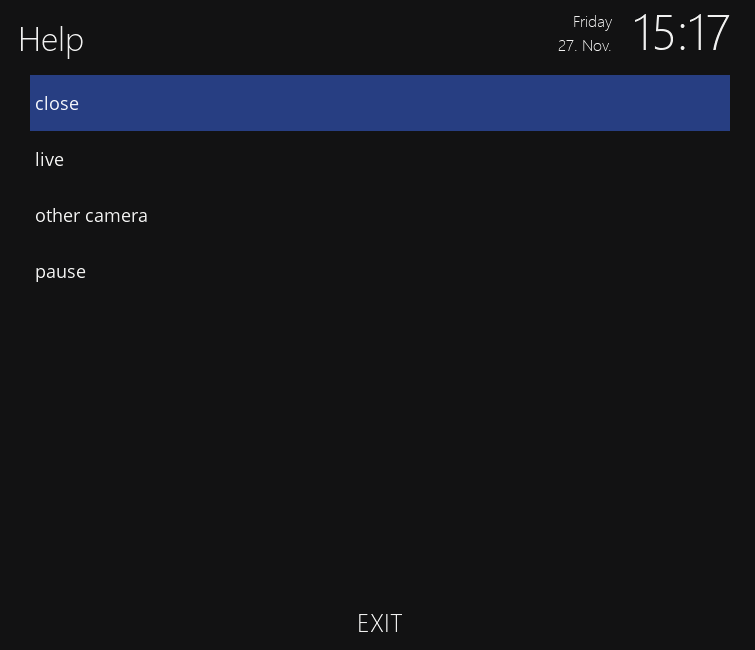 Help
Friday
27. Nov.
15:17
close
live
other camera
pause
EXIT